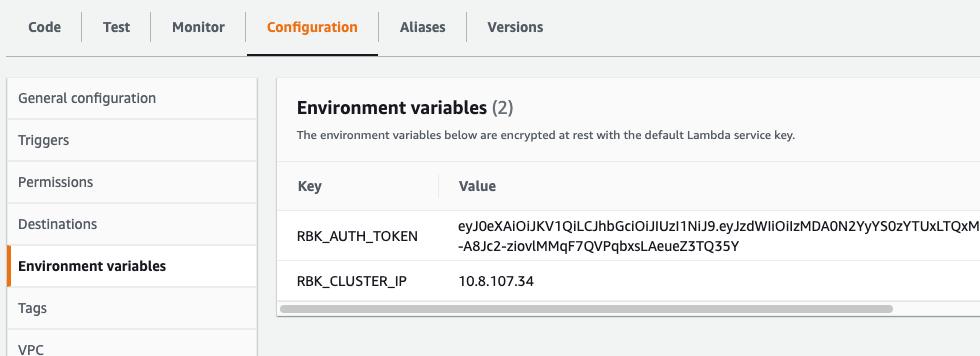 Code Test Monitor Configuration Aliases Versions
General configuration
Triggers
Permissions
Destinations
Environment variables
Tags
VPC
Environment variables (2)
The environment variables below are encrypted at rest with the default Lambda service key.
Key Value
RBK_AUTH_TOKEN eyJ0eXAiOiJKV1QiLCJhbGciOiJIUzI1NiJ9.eyJzdWIiOiIzMDA0N2YyYS0zYTUxLTQxM
-A8Jc2-ziovlMMqF7QVPqbxsLAeueZ3TQ35Y
RBK_CLUSTER_IP 10.8.107.34